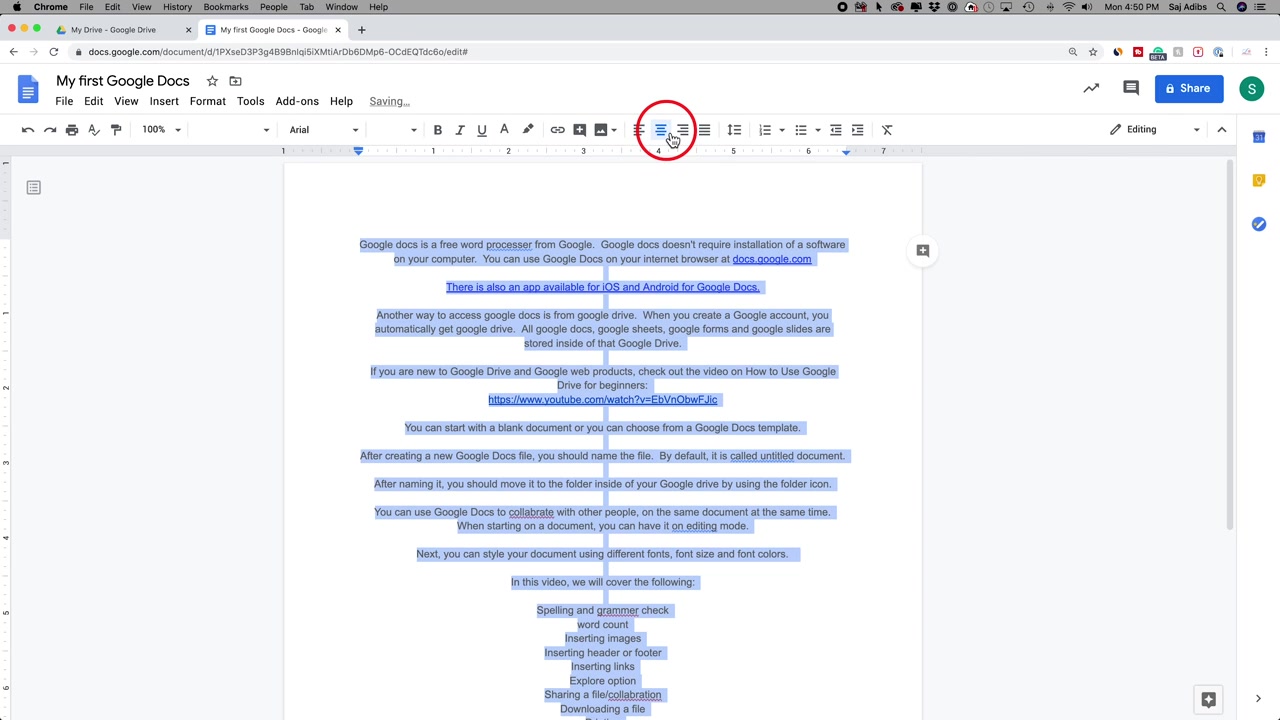 Chrome File Edit View History Bookmarks People Tab Window Help Mon 4:50 PM Saj Adibs
My Drive - Google Drive My first Google Docs - Google
docs.google.com/document/d/1PXseD3P3g4B9BnIqi5iXMtiArDb6DMp6-OCdEQTdc6o/edit#
BETA
My first Google Docs
File Edit View Insert Format Tools Add-ons Help Saving...
Share
S
100% Arial B I U A Editing
1 1 2 3 4 5 6 7
Google docs is a free word processer from Google. Google docs doesn't require installation of a software
on your computer. You can use Google Docs on your internet browser at docs.google.com
There is also an app available for iOS and Android for Google Docs.
Another way to access google docs is from google drive. When you create a Google account, you
automatically get google drive. All google docs, google sheets, google forms and google slides are
stored inside of that Google Drive.
If you are new to Google Drive and Google web products, check out the video on How to Use Google
Drive for beginners:
https://www.youtube.com/watch?v=EbVnObwFJic
You can start with a blank document or you can choose from a Google Docs template.
After creating a new Google Docs file, you should name the file. By default, it is called untitled document.
After naming it, you should move it to the folder inside of your Google drive by using the folder icon.
You can use Google Docs to collabrate with other people, on the same document at the same time.
When starting on a document, you can have it on editing mode.
Next, you can style your document using different fonts, font size and font colors.
In this video, we will cover the following:
Spelling and grammer check
word count
Inserting images
Inserting header or footer
Inserting links
Explore option
Sharing a file/collabration
Downloading a file